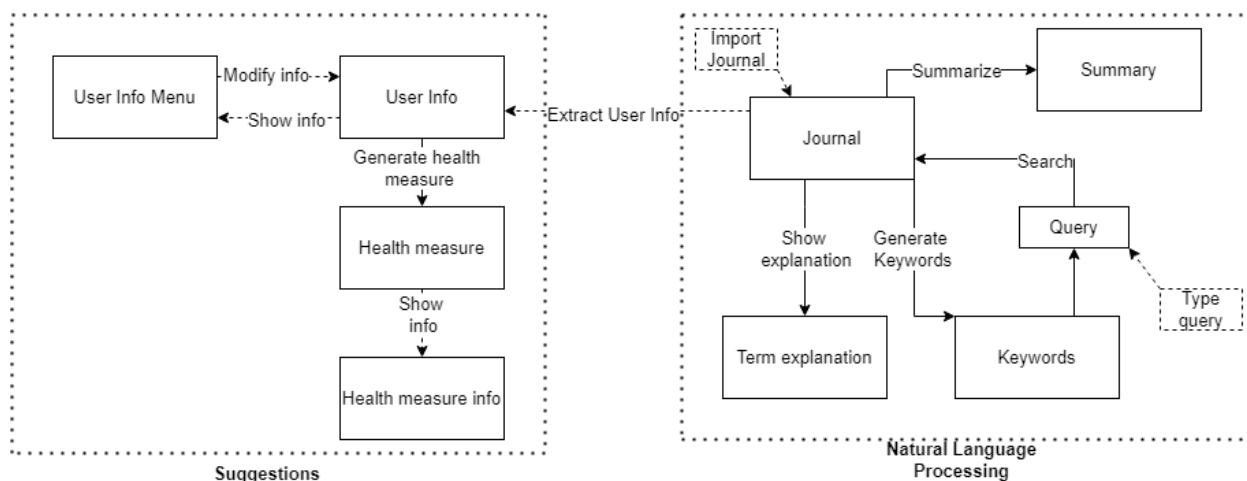 User Info Menu
Modify info
Show info
User Info
Generate health
measure
Health measure
Show
info
Health measure info
Suggestions
Extract User Info
Import
Journal
Journal
Summarize
Summary
Search
Query
Type
query
Show
explanation
Generate
Keywords
Term explanation
Keywords
Natural Language
Processing